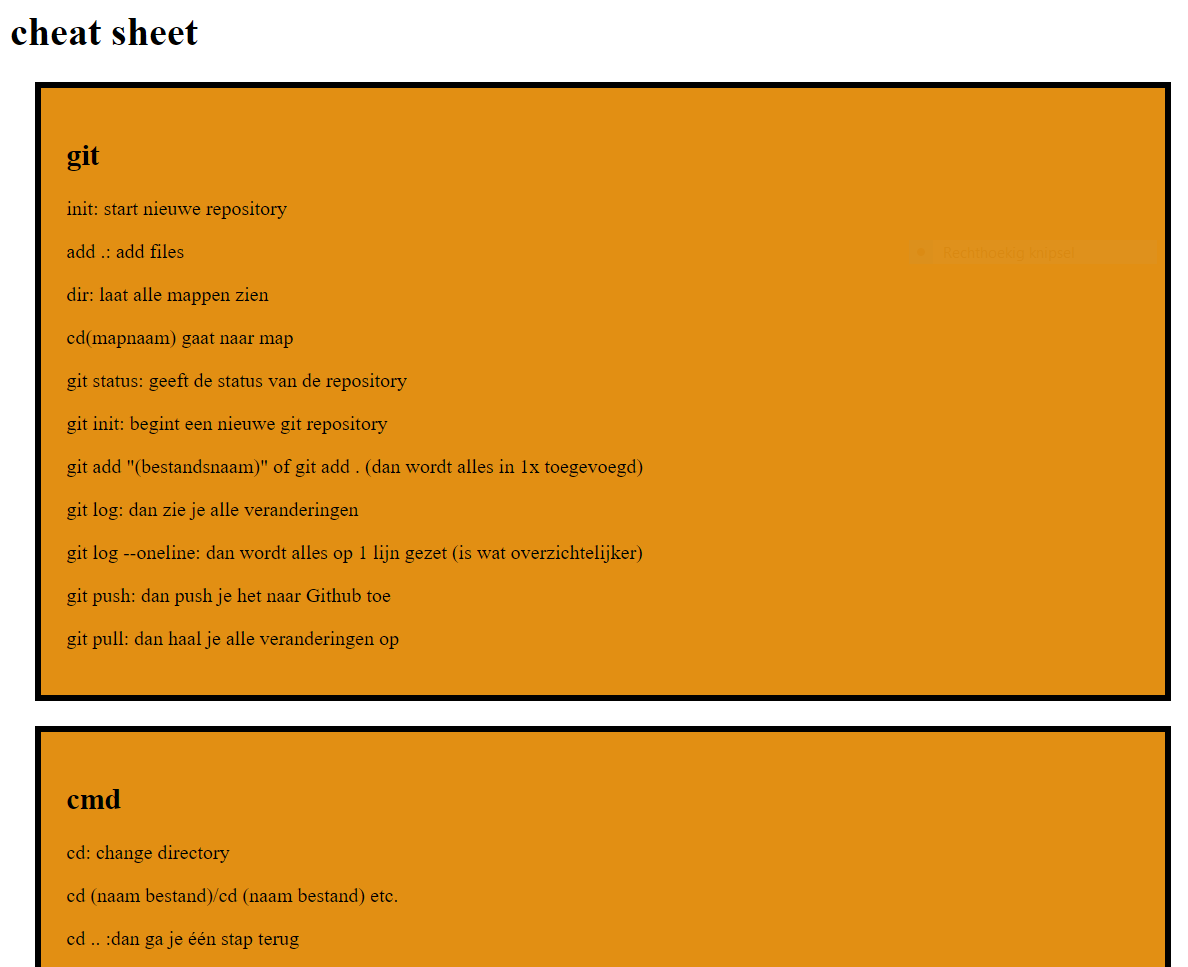 cheat sheet
git
init: start nieuwe repository
add .: add files
Rechthoekig knipsel
dir: laat alle mappen zien
cd(mapnaam) gaat naar map
git status: geeft de status van de repository
git init: begint een nieuwe git repository
git add "(bestandsnaam)" of git add . (dan wordt alles in 1x toegevoegd)
git log: dan zie je alle veranderingen
git log --oneline: dan wordt alles op 1 lijn gezet (is wat overzichtelijker)
git push: dan push je het naar Github toe
git pull: dan haal je alle veranderingen op
cmd
cd: change directory
cd (naam bestand)/cd (naam bestand) etc.
cd .. :dan ga je één stap terug